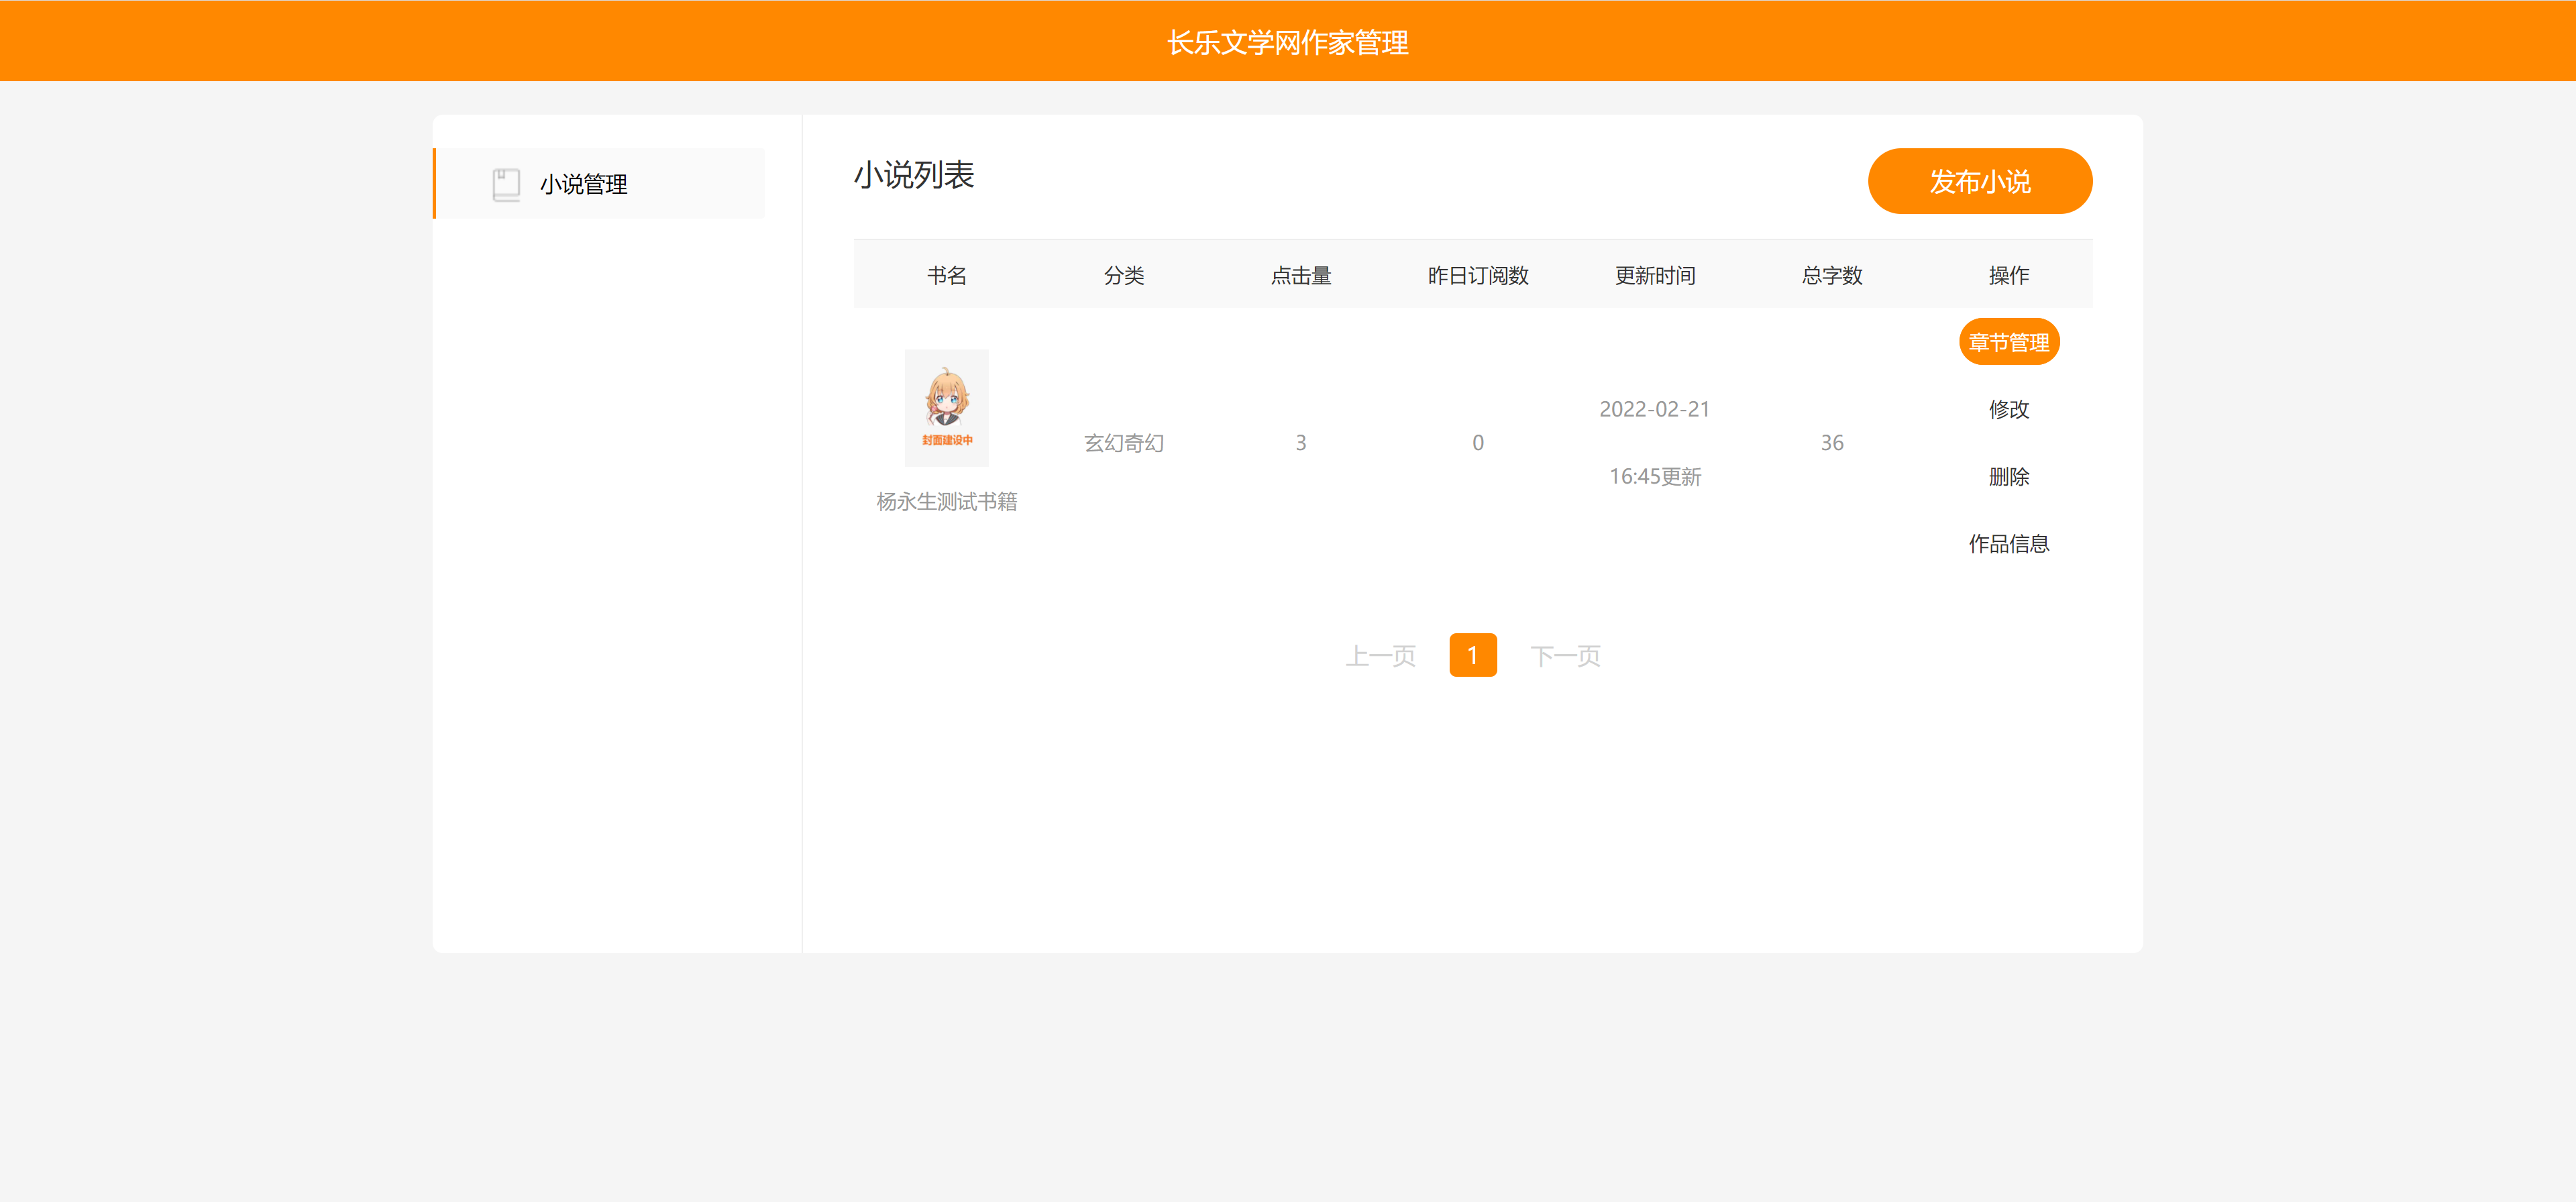 长乐文学网作家管理
小说管理
小说列表
发布小说
书名 分类 点击量 昨日订阅数 更新时间 总字数 操作
封面建设中
杨永生测试书籍
玄幻奇幻
3
0
2022-02-21
16:45更新
36
章节管理
修改
删除
作品信息
上一页 1 下一页